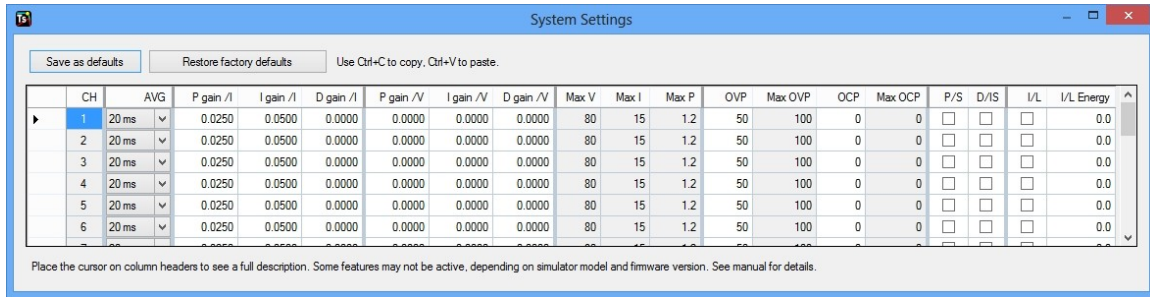 Ts
System Settings
Save as defaults Restore factory defaults Use Ctrl+C to copy, Ctrl+V to paste.
CH AVG P gain /I I gain /I D gain /I P gain /V I gain /V D gain /V Max V Max I Max P OVP Max OVP OCP Max OCP P/S D/IS I/L I/L Energy
1 20 ms 0.0250 0.0500 0.0000 0.0000 0.0000 0.0000 80 15 1.2 50 100 0 0 0.0
2 20 ms 0.0250 0.0500 0.0000 0.0000 0.0000 0.0000 80 15 1.2 50 100 0 0 0.0
3 20 ms 0.0250 0.0500 0.0000 0.0000 0.0000 0.0000 80 15 1.2 50 100 0 0 0.0
4 20 ms 0.0250 0.0500 0.0000 0.0000 0.0000 0.0000 80 15 1.2 50 100 0 0 0.0
5 20 ms 0.0250 0.0500 0.0000 0.0000 0.0000 0.0000 80 15 1.2 50 100 0 0 0.0
6 20 ms 0.0250 0.0500 0.0000 0.0000 0.0000 0.0000 80 15 1.2 50 100 0 0 0.0
Place the cursor on column headers to see a full description. Some features may not be active, depending on simulator model and firmware version. See manual for details.